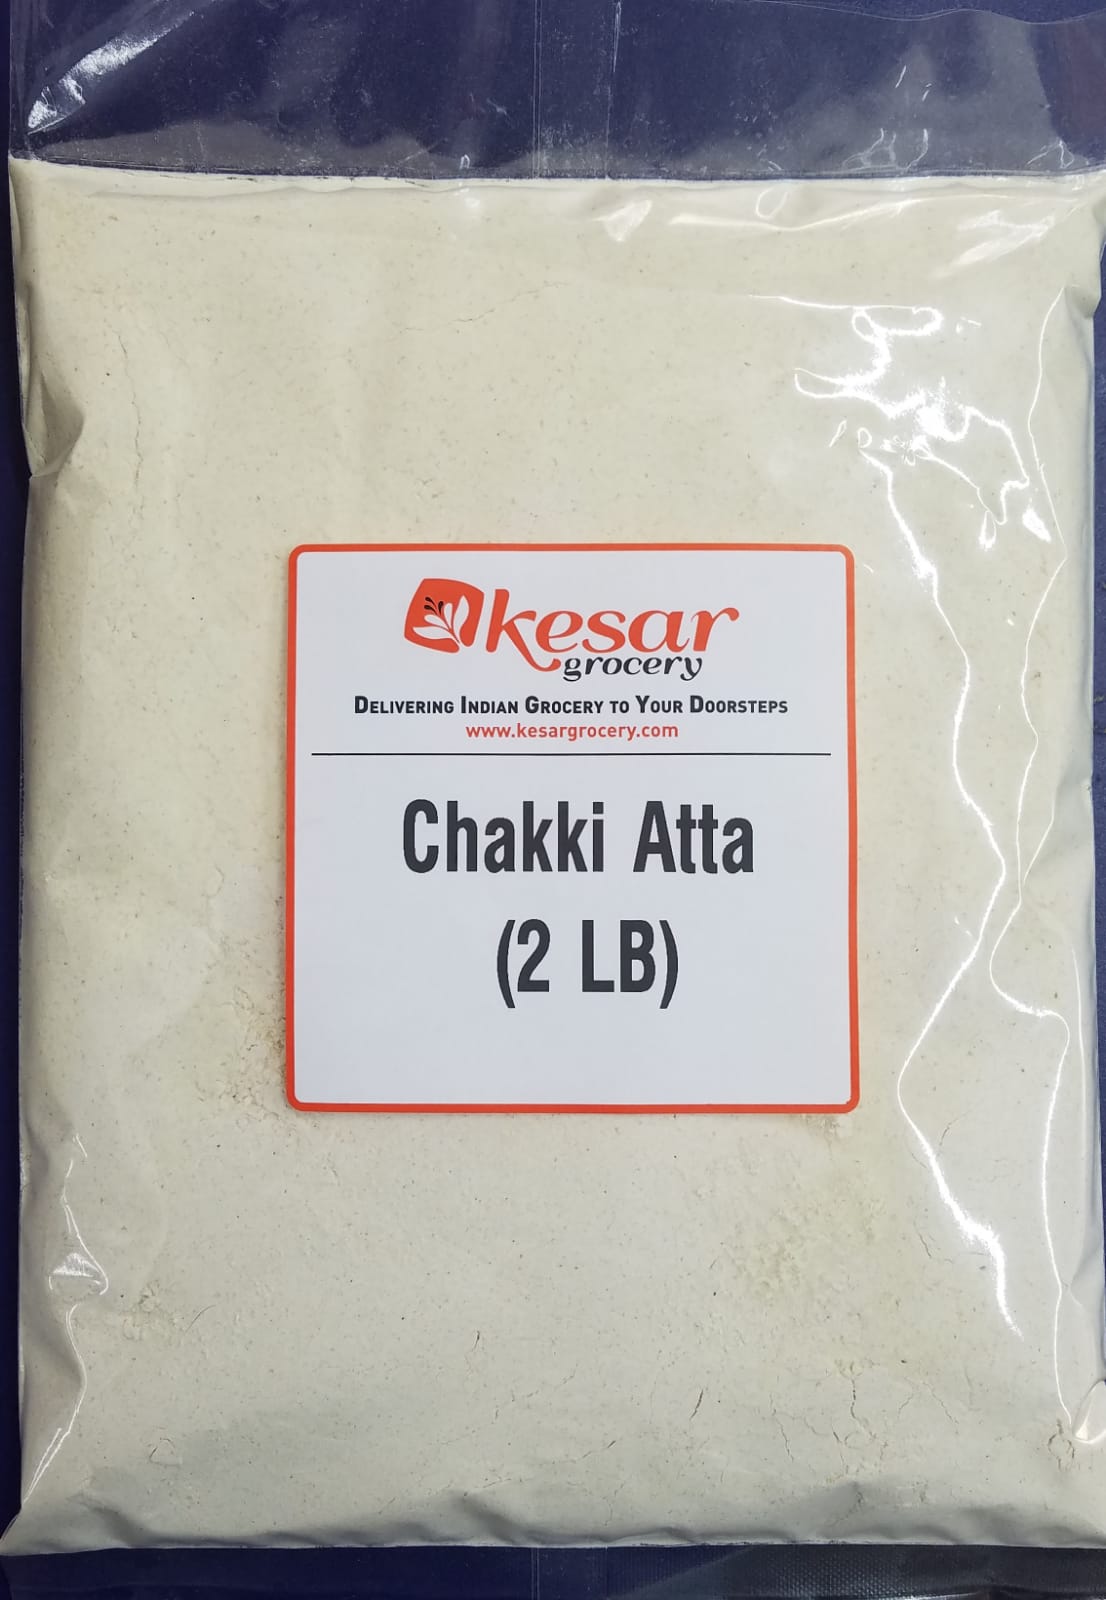 kesar
grocery
Delivering Indian Grocery to Your Doorsteps
www.kesargrocery.com
Chakki Atta
(2 LB)